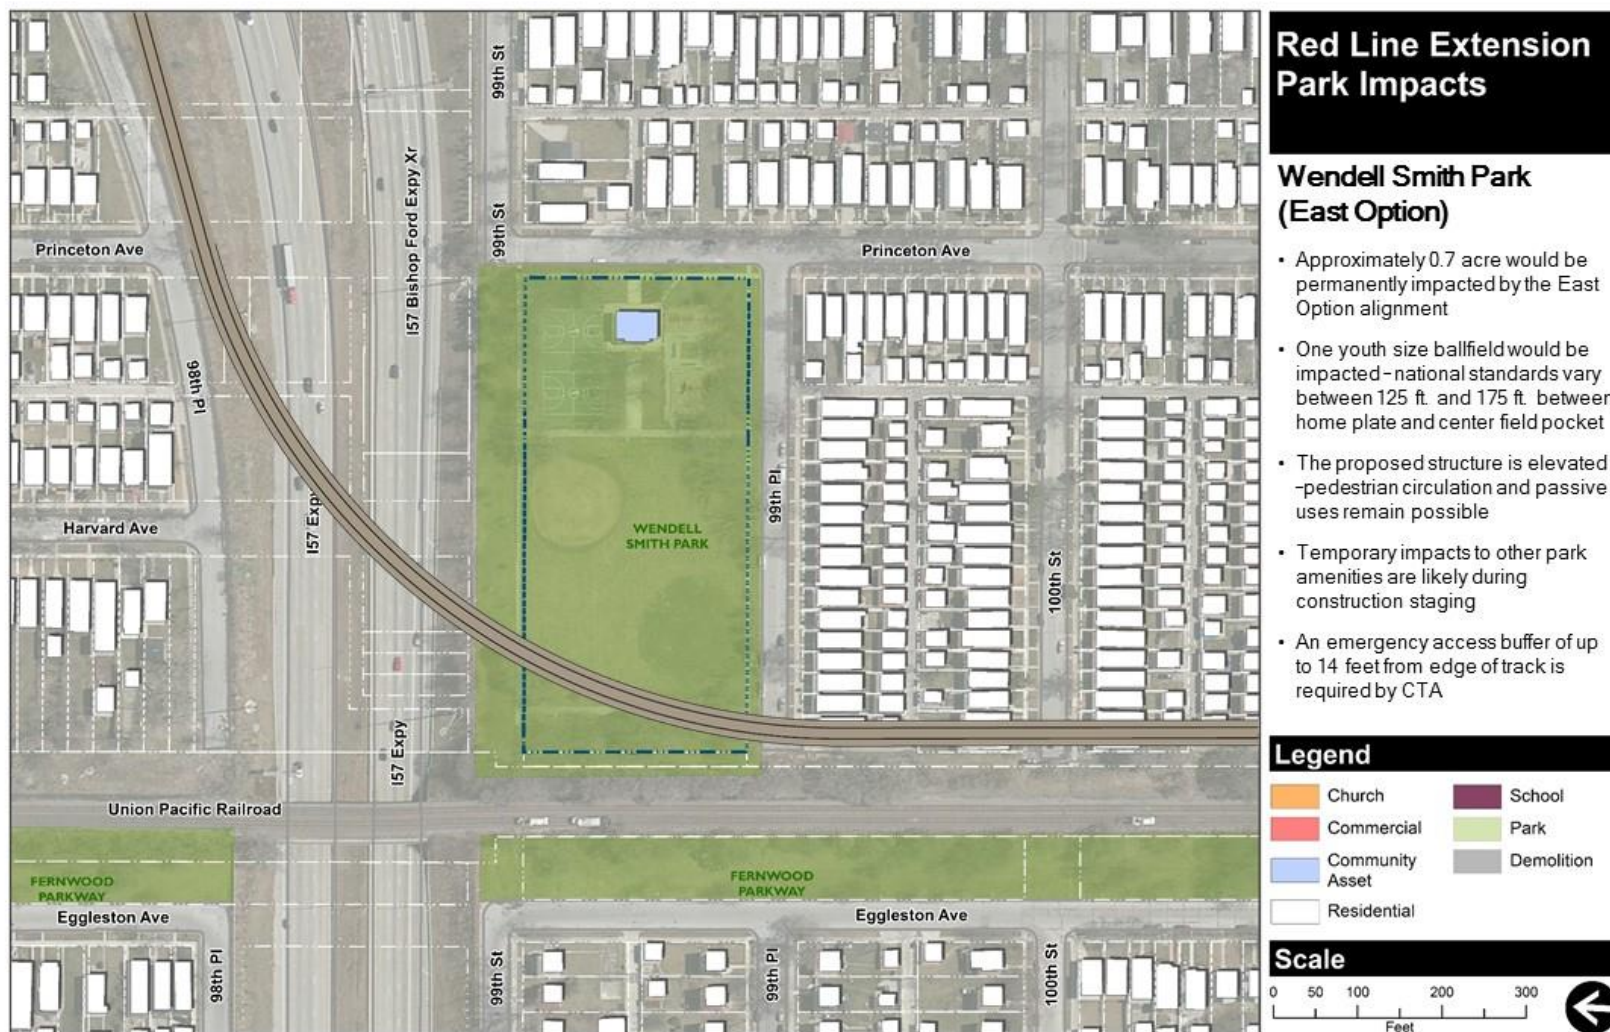 Red Line Extension
Park Impacts
Wendell Smith Park
(East Option)
• Approximately 0.7 acre would be
permanently impacted by the East
Option alignment
• One youth size ballfield would be
impacted – national standards vary
between 125 ft. and 175 ft. between
home plate and center field pocket
• The proposed structure is elevated
– pedestrian circulation and passive
uses remain possible
• Temporary impacts to other park
amenities are likely during
construction staging
• An emergency access buffer of up
to 14 feet from edge of track is
required by CTA
Legend
Church
Commercial
Community
Asset
Residential
School
Park
Demolition
Scale
0 50 100 200 300
Feet
99th St
I57 Bishop Ford Expy Xr
99th St
Princeton Ave
Princeton Ave
98th Pl
Harvard Ave
I57 Expy
WENDELL
SMITH PARK
99th Pl
100th St
I57 Expy
Union Pacific Railroad
FERNWOOD
PARKWAY
FERNWOOD
PARKWAY
Eggleston Ave
Eggleston Ave
98th Pl
99th St
99th Pl
100th St